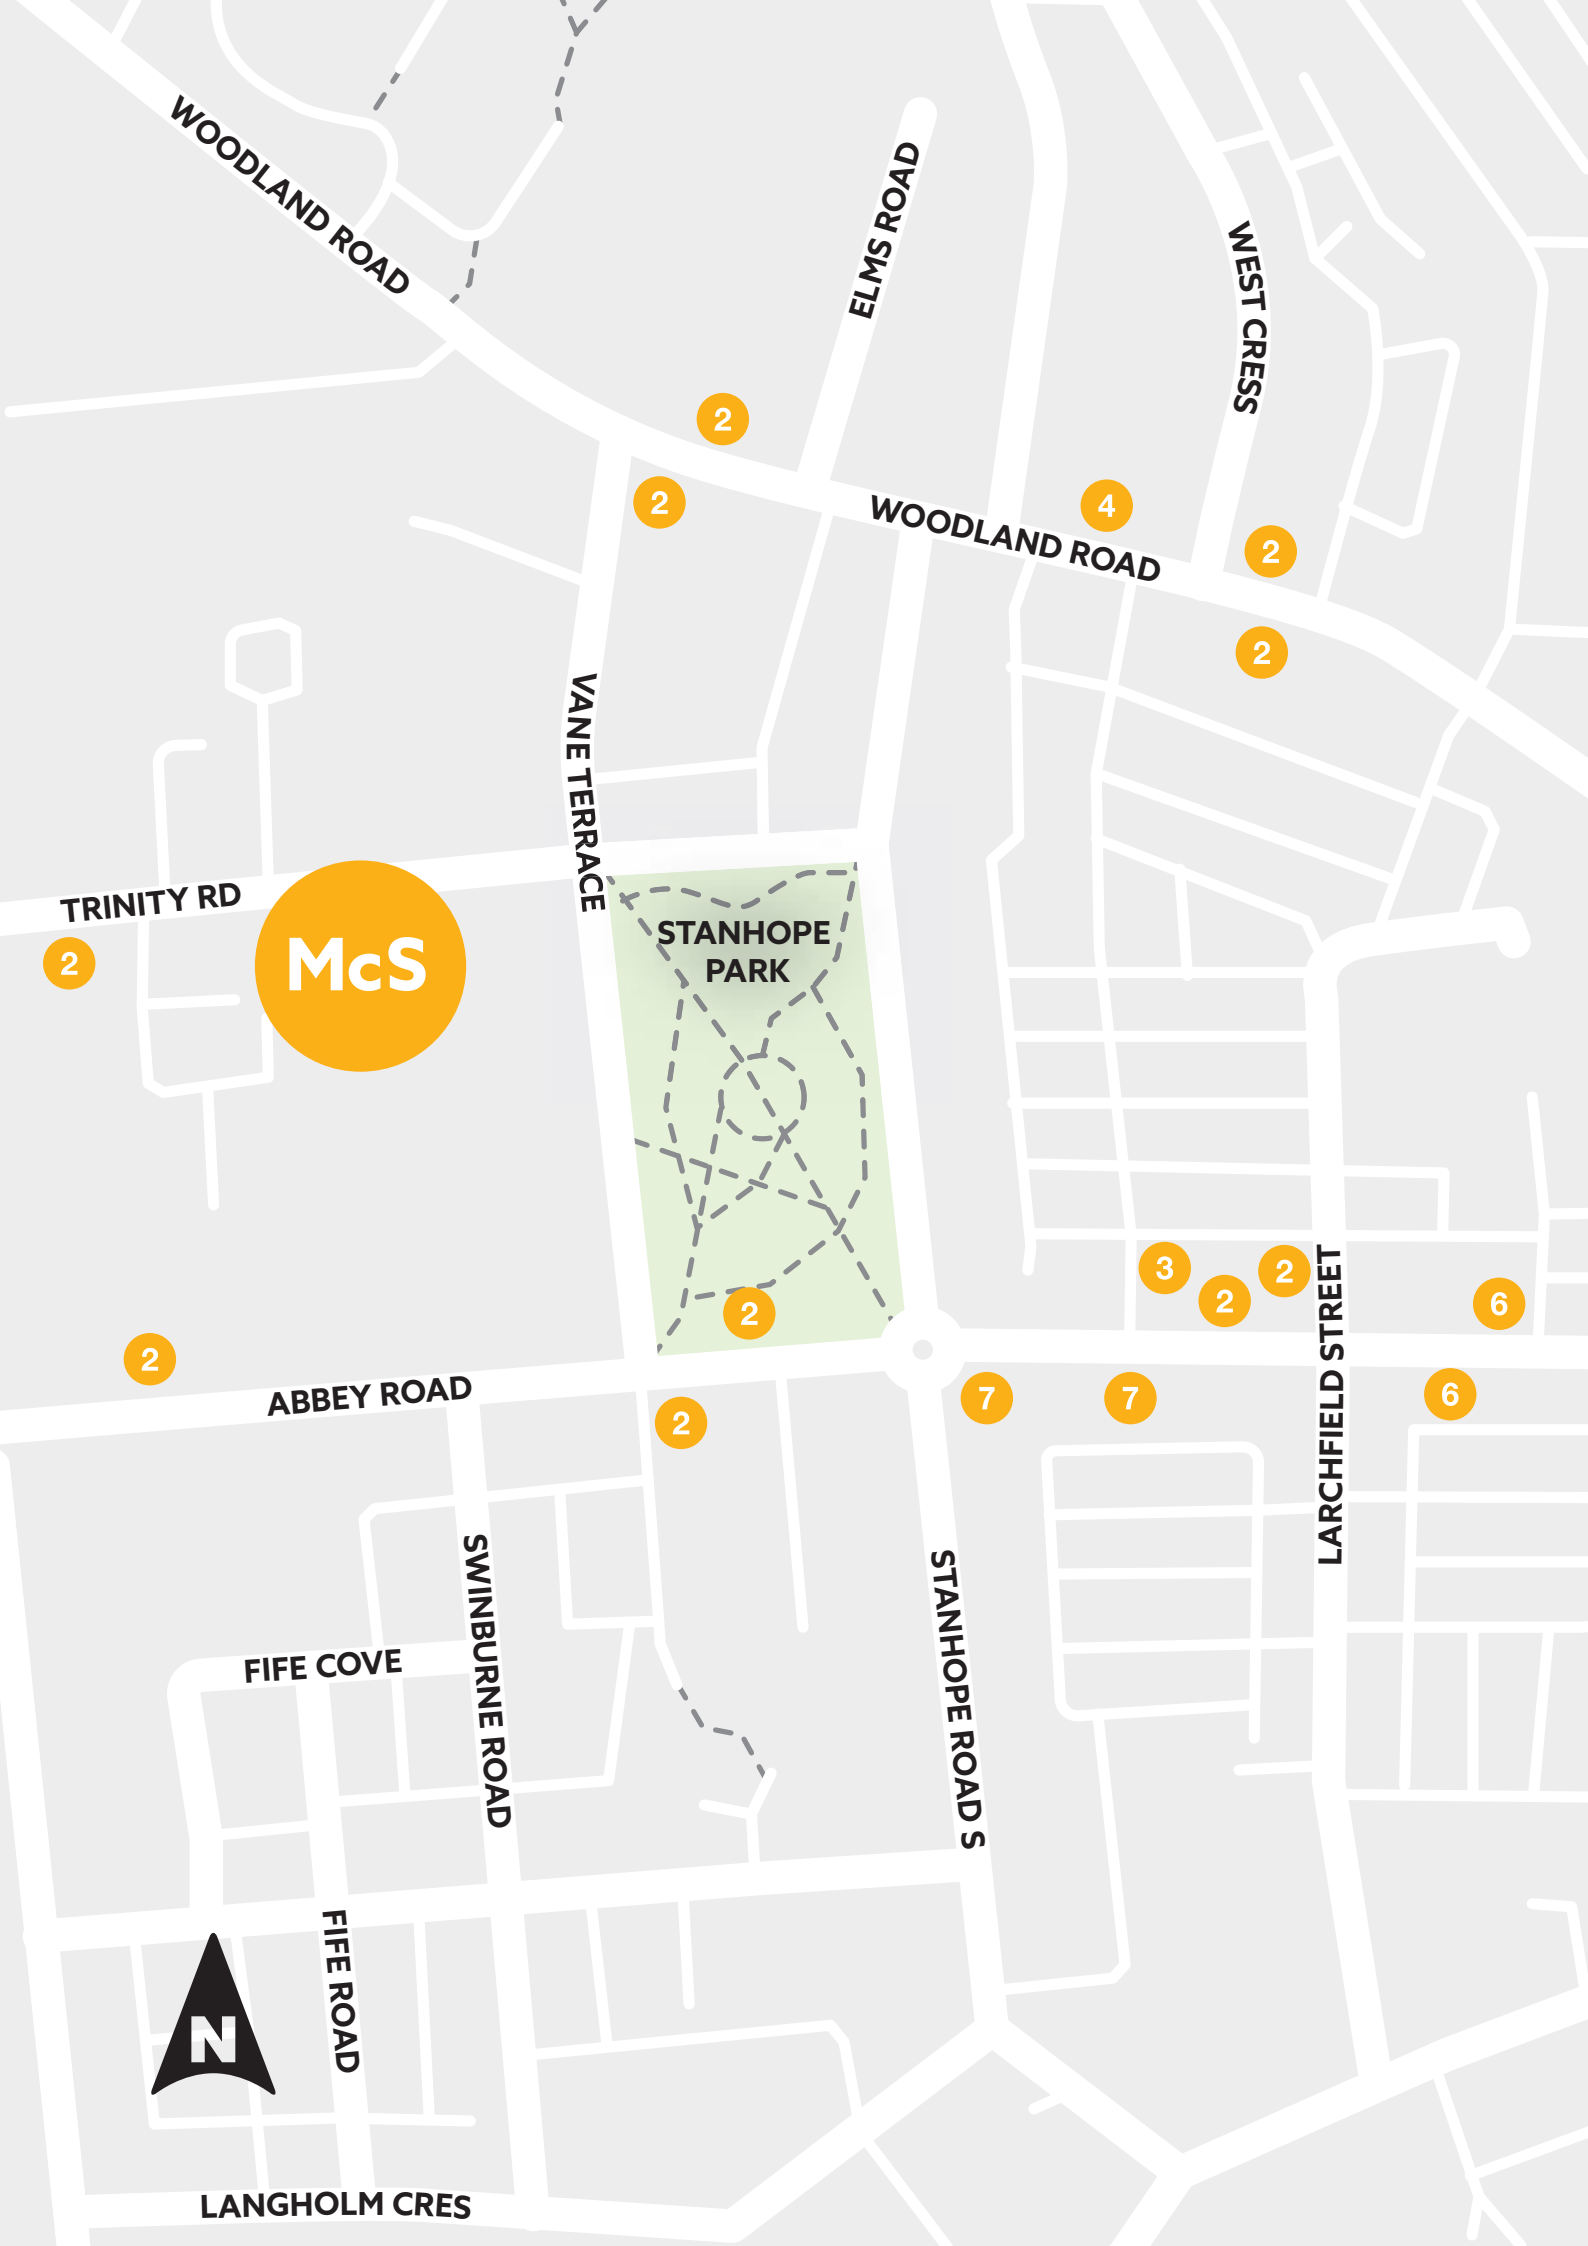 WOODLAND ROAD
ELMS ROAD
WEST CRESS
2
2
WOODLAND ROAD
4
2
2
VANE TERRACE
TRINITY RD
2
McS
STANHOPE
PARK
3
2
2
6
2
2
ABBEY ROAD
2
7
7
6
LARCHFIELD STREET
SWINBURNE ROAD
STANHOPE ROAD S
FIFE COVE
FIFE ROAD
N
LANGHOLM CRES